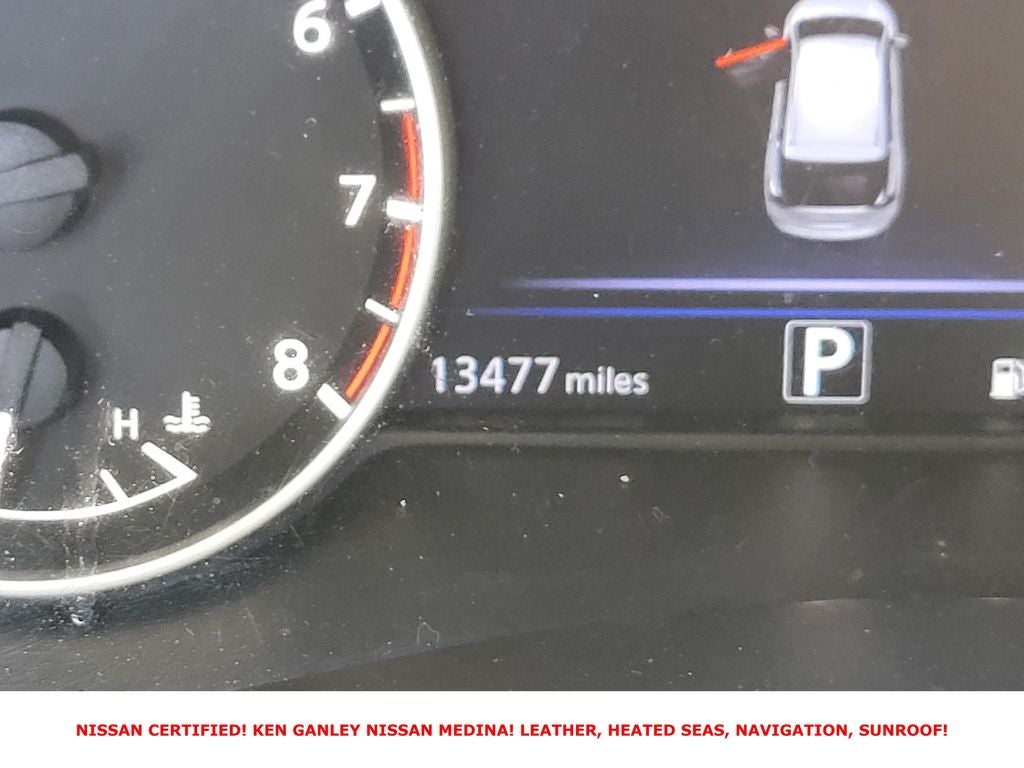 6
7
8
H
13477 miles
P
NISSAN CERTIFIED! KEN GANLEY NISSAN MEDINA! LEATHER, HEATED SEAS, NAVIGATION, SUNROOF!